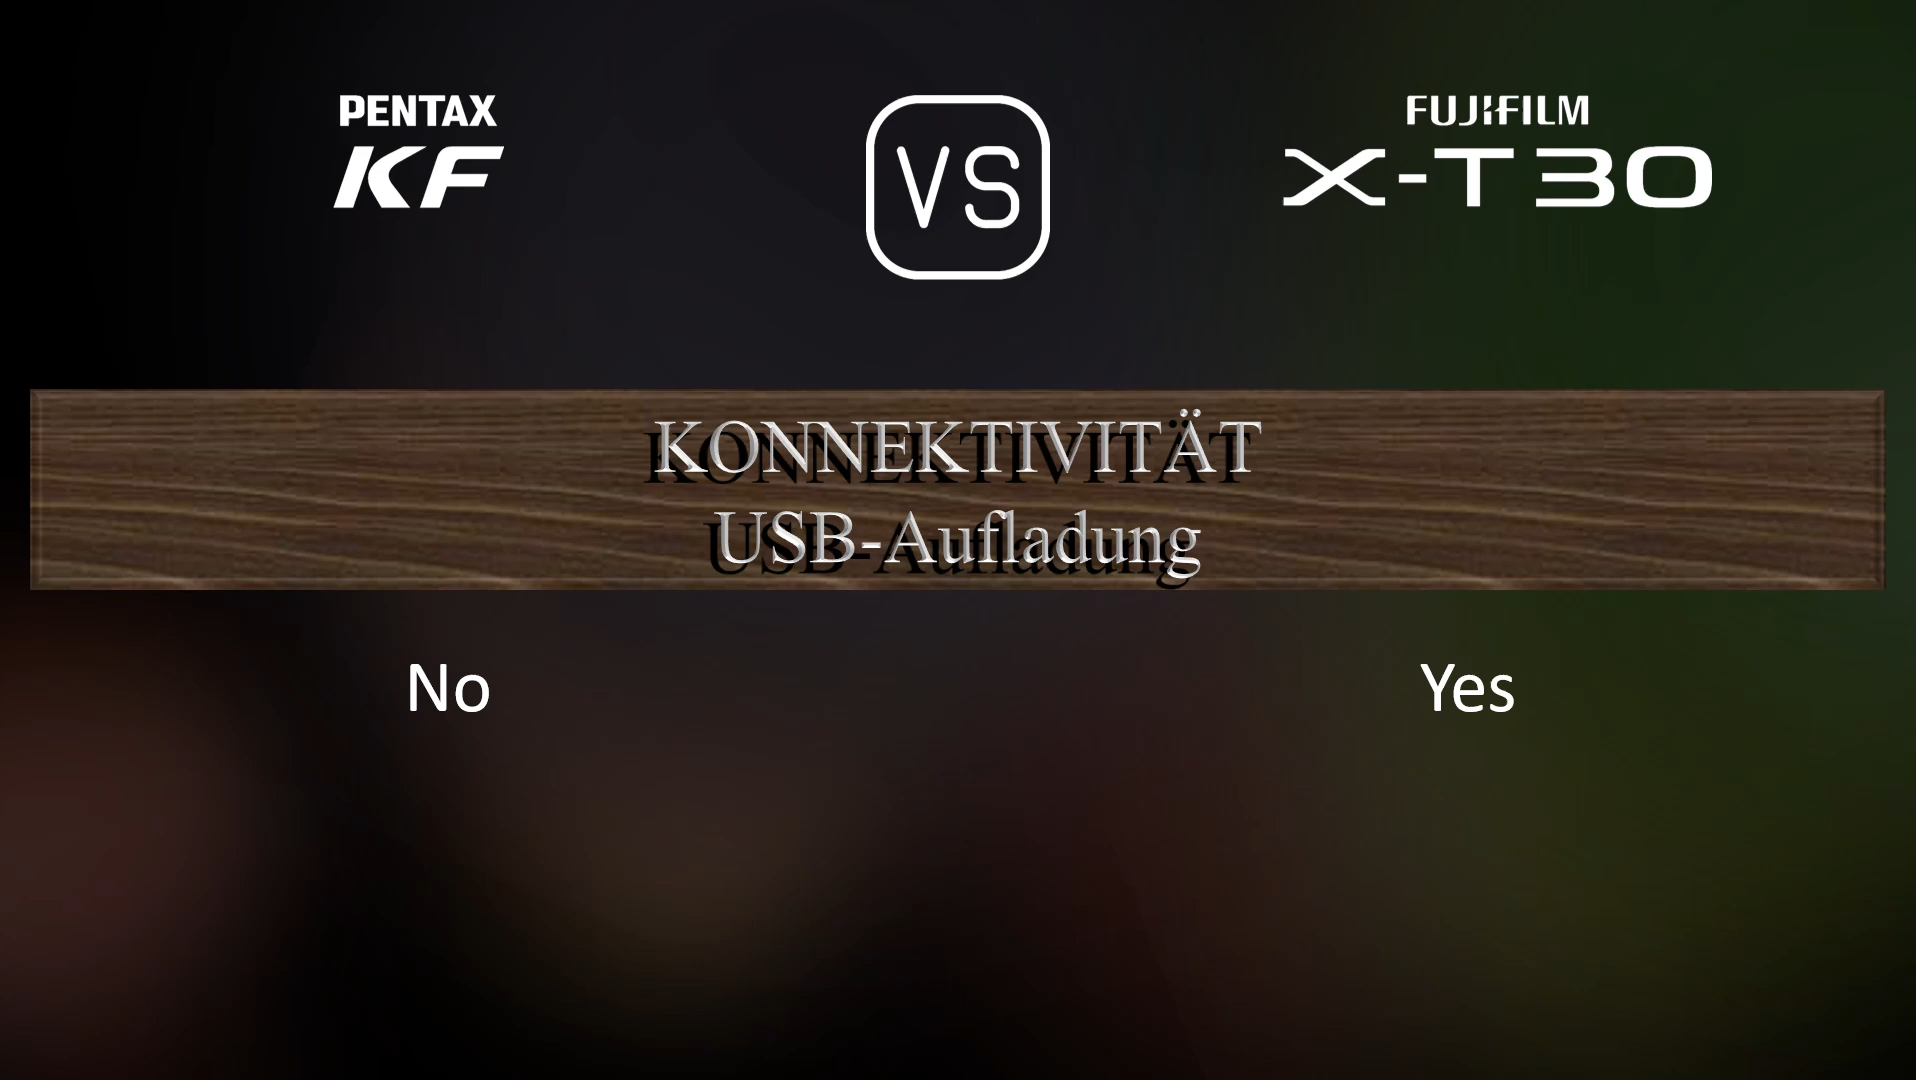 PENTAX
KF
VS
FUJIFILM
X-T30
KONNEKTIVITÄT
USB-Aufladung
No
Yes